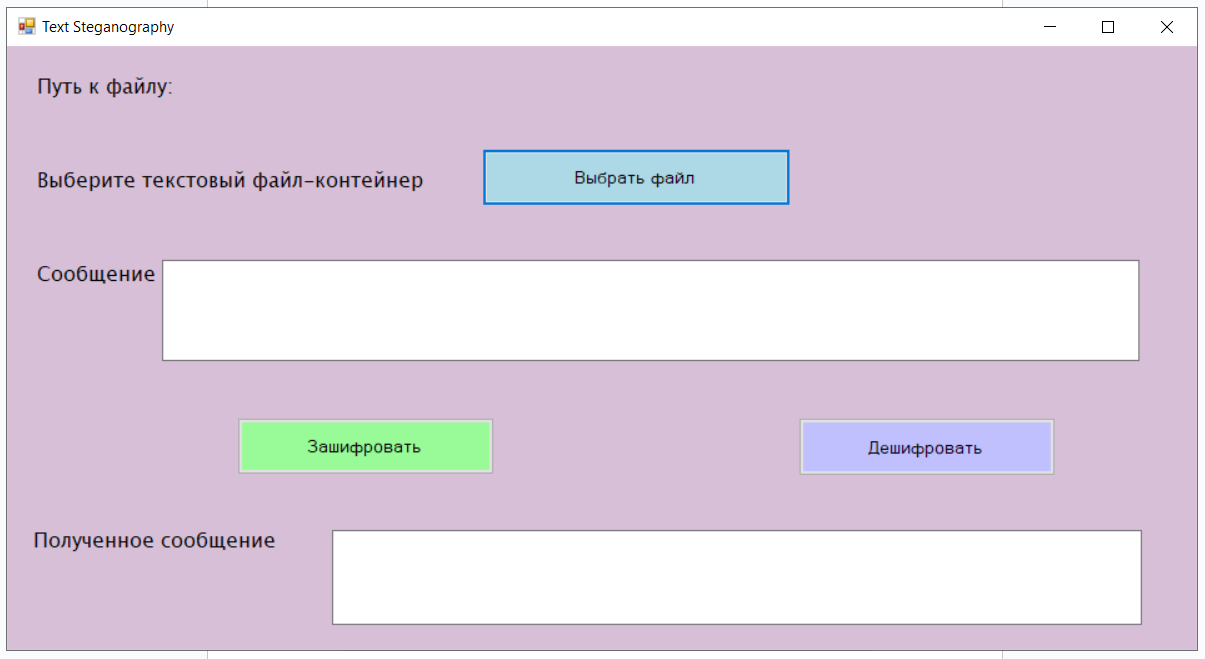 Text Steganography
Путь к файлу:
Выберите текстовый файл-контейнер
Выбрать файл
Сообщение
Зашифровать
Дешифровать
Полученное сообщение